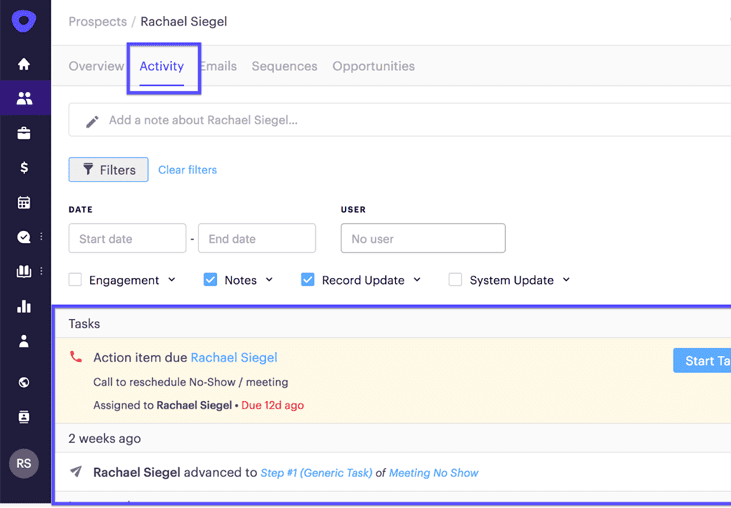 Prospects / Rachael Siegel
Overview Activity Emails Sequences Opportunities
Add a note about Rachael Siegel...
Filters Clear filters
DATE USER
Start date - End date No user
Engagement Notes Record Update System Update
Tasks
Action item due Rachael Siegel
Start Ta
Call to reschedule No-Show / meeting
Assigned to Rachael Siegel • Due 12d ago
2 weeks ago
RS
Rachael Siegel advanced to Step #1 (Generic Task) of Meeting No Show